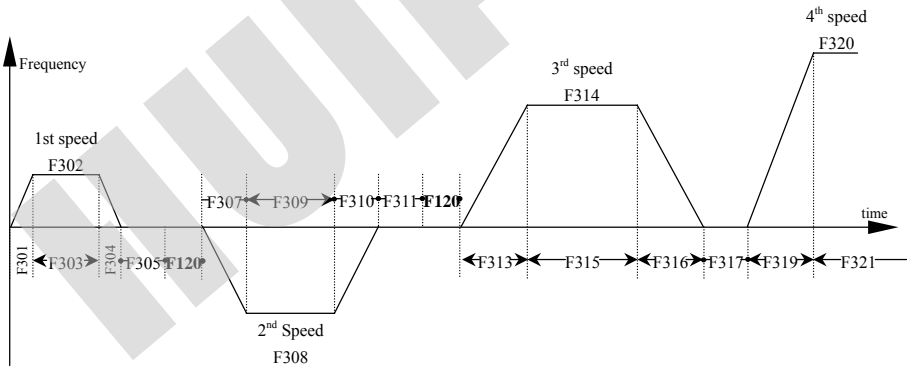 4th speed
F320
Frequency
3rd speed
F314
1st speed
F302
F307 F309 F310 F311 F120
time
F301 F303 F304 F305 F120 F313 F315 F316 F317 F319 F321
2nd Speed
F308